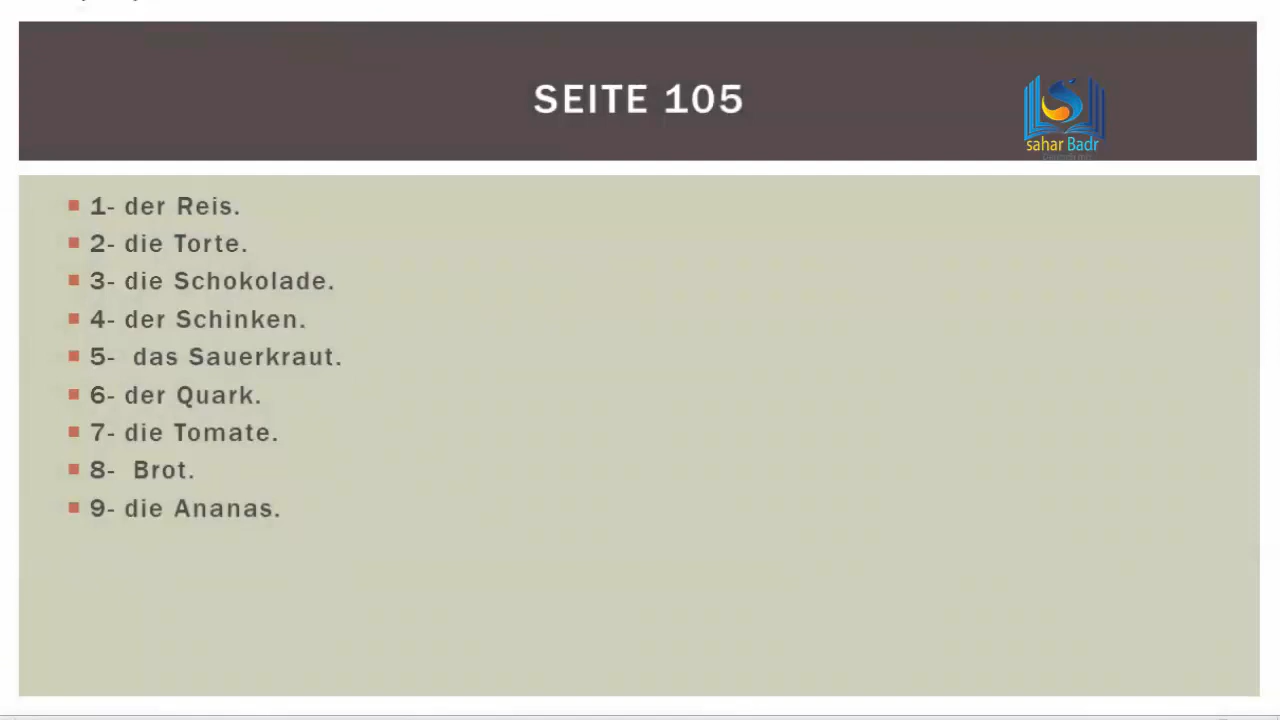 SEITE 105
sahar Badr
1- der Reis.
2- die Torte.
3- die Schokolade.
4- der Schinken.
5- das Sauerkraut.
6- der Quark.
7- die Tomate.
8- Brot.
9- die Ananas.